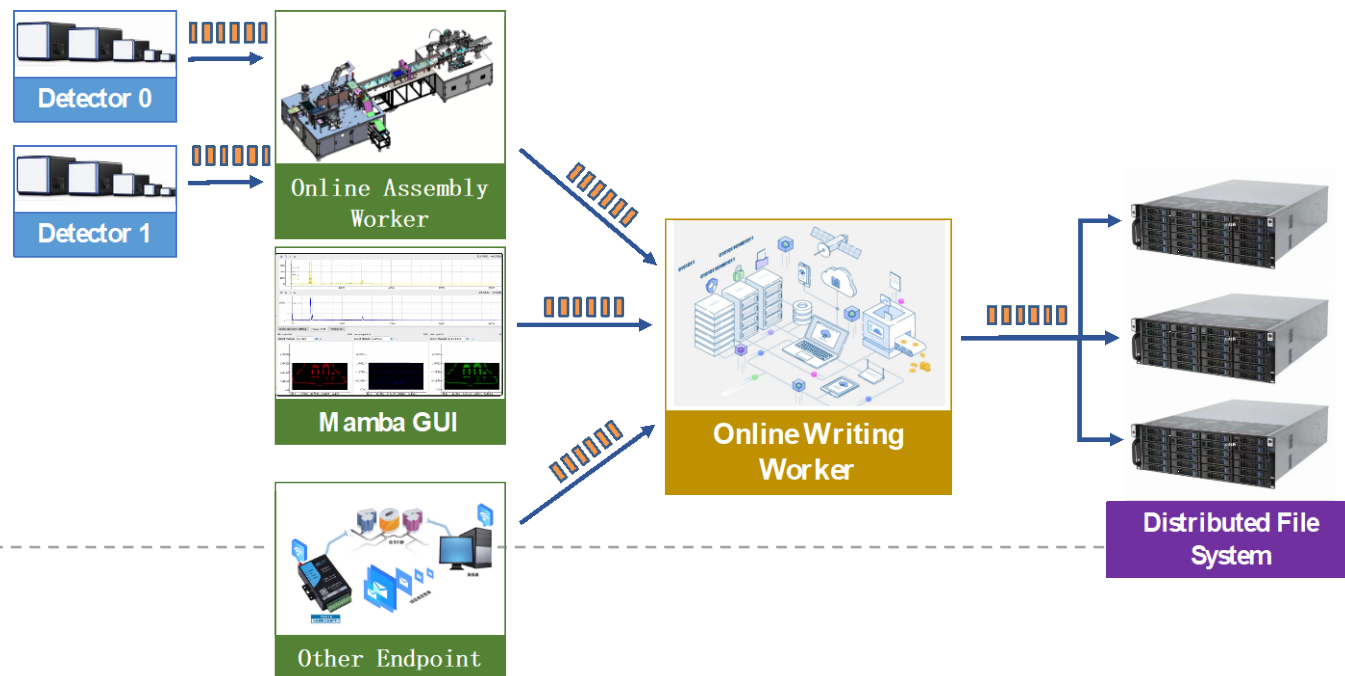 Detector 0
Detector 1
Online Assembly
Worker
Mamba GUI
Other Endpoint
Online Writing
Worker
Distributed File
System